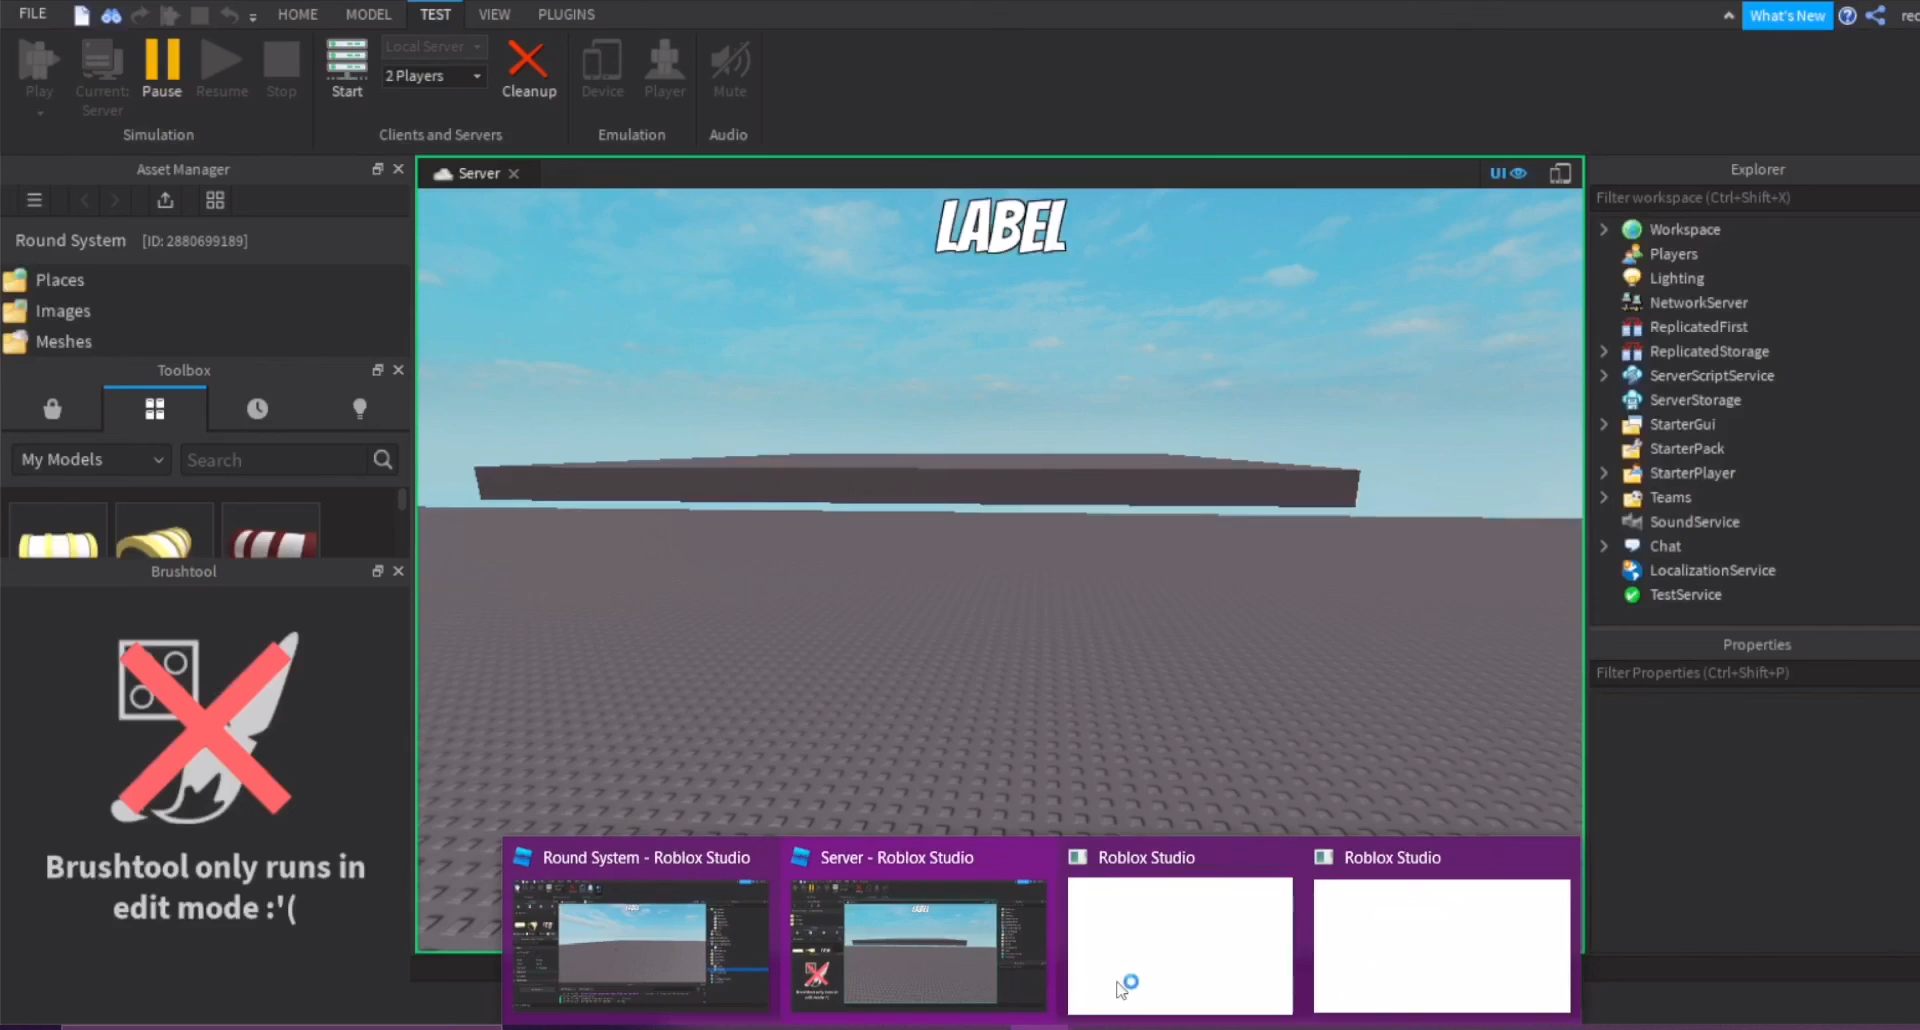 FILE
HOME
MODEL
TEST
VIEW
PLUGINS
What's New
Play
Current:
Server
Pause
Resume
Stop
Simulation
Start
Local Server
2 Players
Cleanup
Clients and Servers
Device
Player
Emulation
Mute
Audio
Asset Manager
Round System [ID: 2880699189]
Places
Images
Meshes
Toolbox
My Models
Search
Brushtool
Brushtool only runs in
edit mode :'(
Server
UI
LABEL
Explorer
Filter workspace (Ctrl+Shift+X)
Workspace
Players
Lighting
NetworkServer
ReplicatedFirst
ReplicatedStorage
ServerScriptService
ServerStorage
StarterGui
StarterPack
StarterPlayer
Teams
SoundService
Chat
LocalizationService
TestService
Properties
Filter Properties (Ctrl+Shift+P)
Round System - Roblox Studio
Server - Roblox Studio
Roblox Studio
Roblox Studio